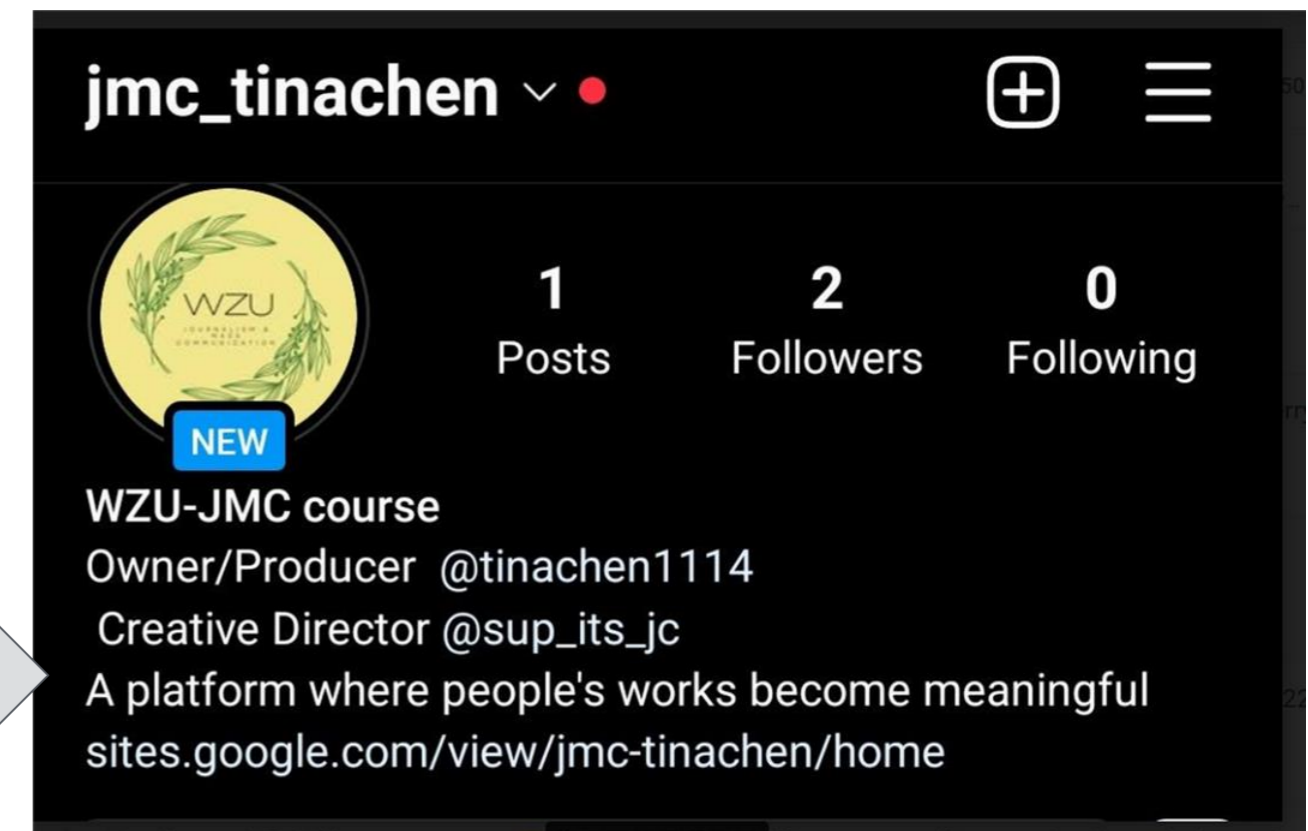 jmc_tinachen
WZU
JOURNALISM &
MASS
COMMUNICATION
1
Posts
2
Followers
0
Following
NEW
WZU-JMC course
Owner/Producer @tinachen1114
Creative Director @sup_its_jc
A platform where people's works become meaningful
sites.google.com/view/jmc-tinachen/home